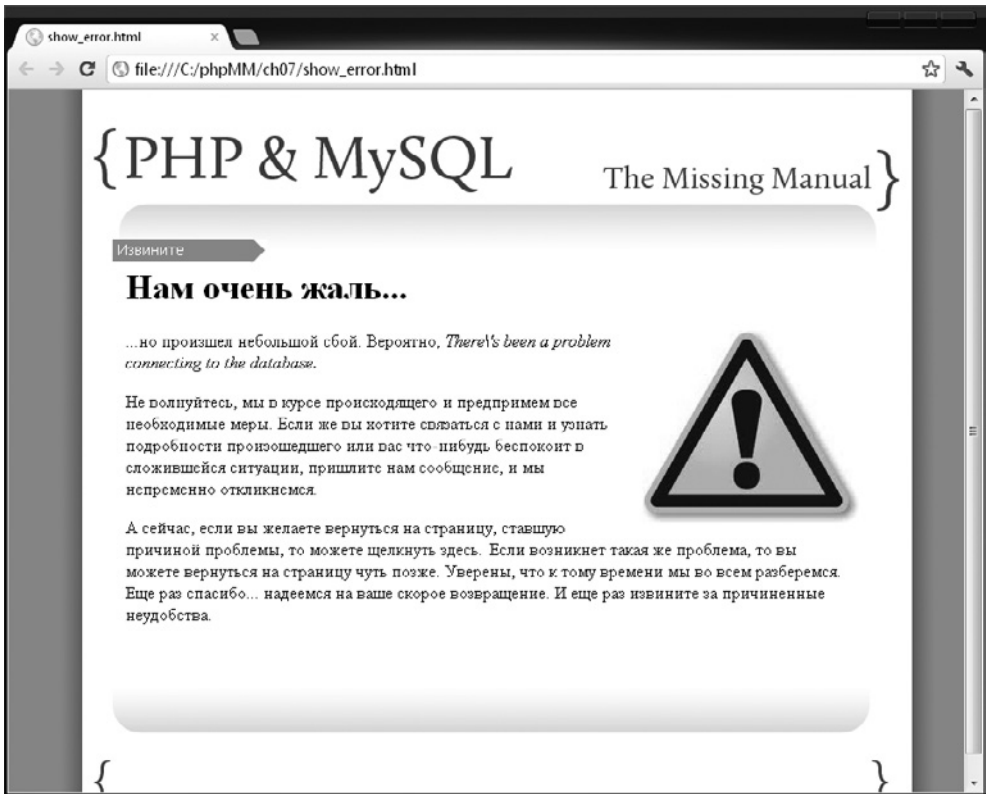 show_error.html
file:///C:/phpMM/ch07/show_error.html
{PHP & MySQL
The Missing Manual}
Извините
Нам очень жаль...
...но произошел небольшой сбой. Вероятно, There\'s been a problem
connecting to the database.
Не волнуйтесь, мы в курсе происходящего и предпримем все
необходимые меры. Если же вы хотите связаться с нами и узнать
подробности произошедшего или вас что-нибудь беспокоит в
сложившейся ситуации, пришлите нам сообщение, и мы
непременно откликнемся.
А сейчас, если вы желаете вернуться на страницу, ставшую
причиной проблемы, то можете щелкнуть здесь. Если возникнет такая же проблема, то вы
можете вернуться на страницу чуть позже. Уверены, что к тому времени мы во всем разберемся.
Еще раз спасибо... надеемся на ваше скорое возвращение. И еще раз извините за причиненные
неудобства.
{ }